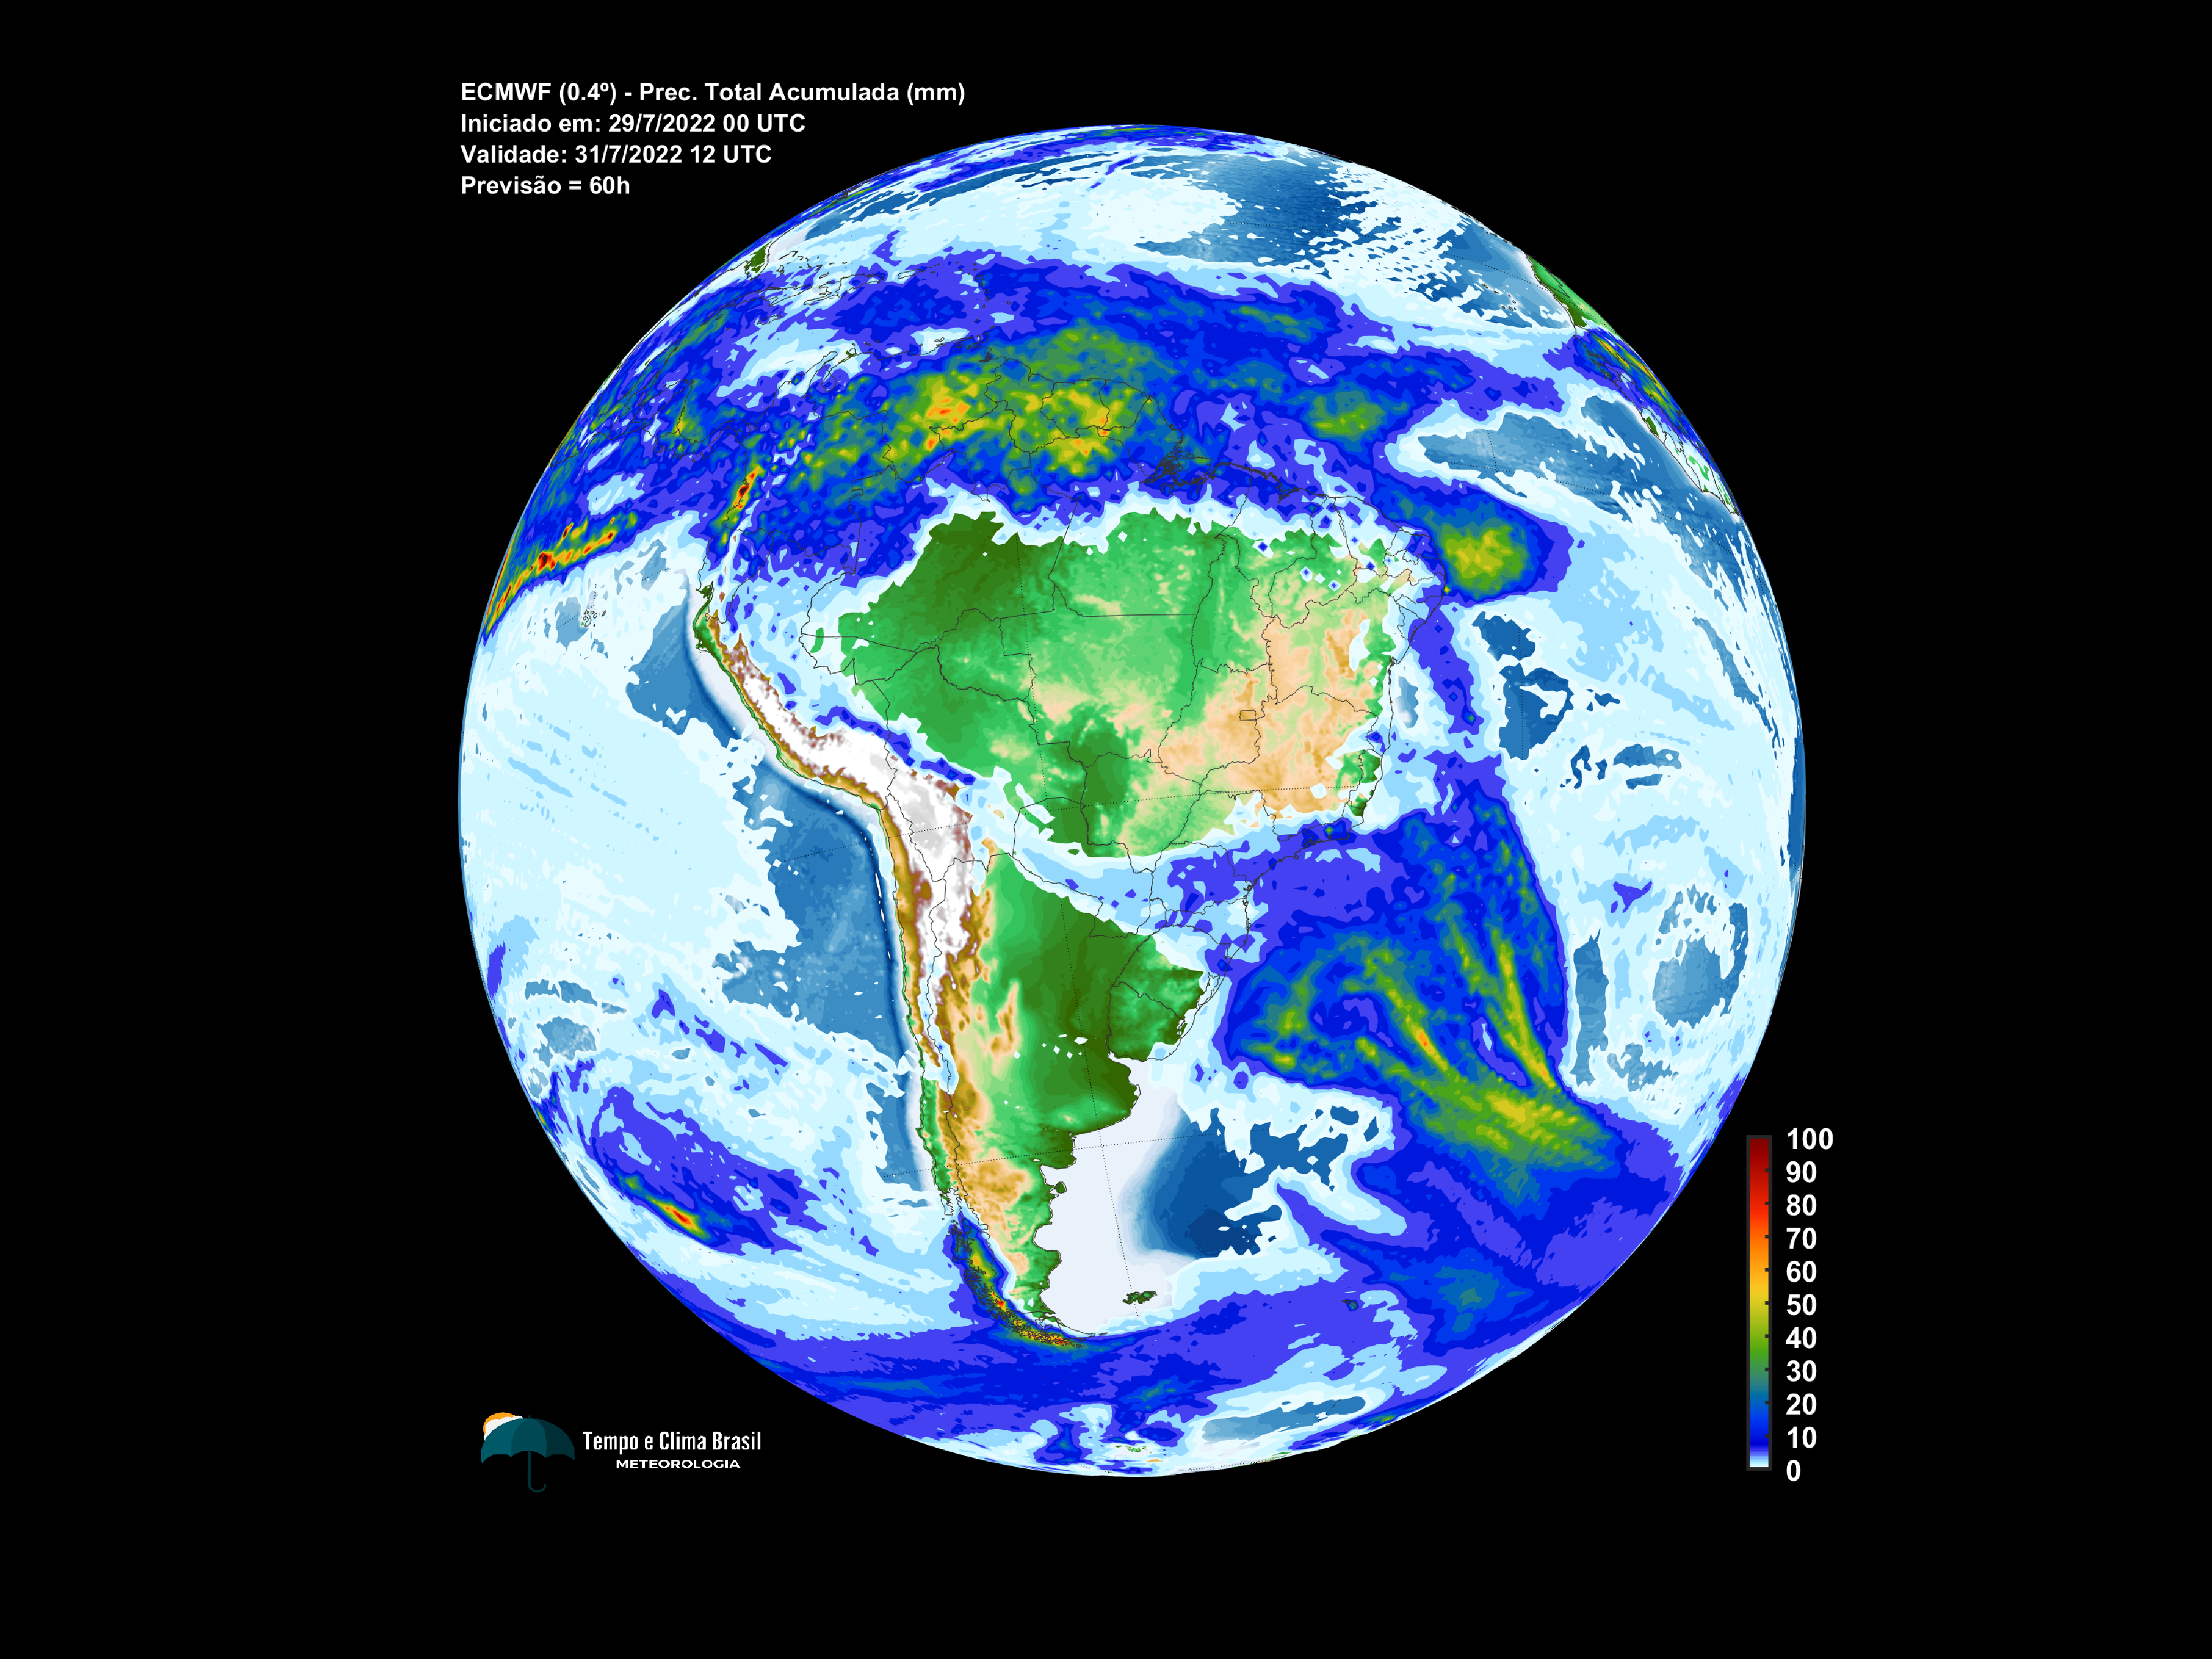 ECMWF (0.4º) - Prec. Total Acumulada (mm)
Iniciado em: 29/7/2022 00 UTC
Validade: 31/7/2022 12 UTC
Previsão = 60h
100
90
80
70
60
50
40
30
20
10
0
Tempo e Clima Brasil
METEOROLOGIA